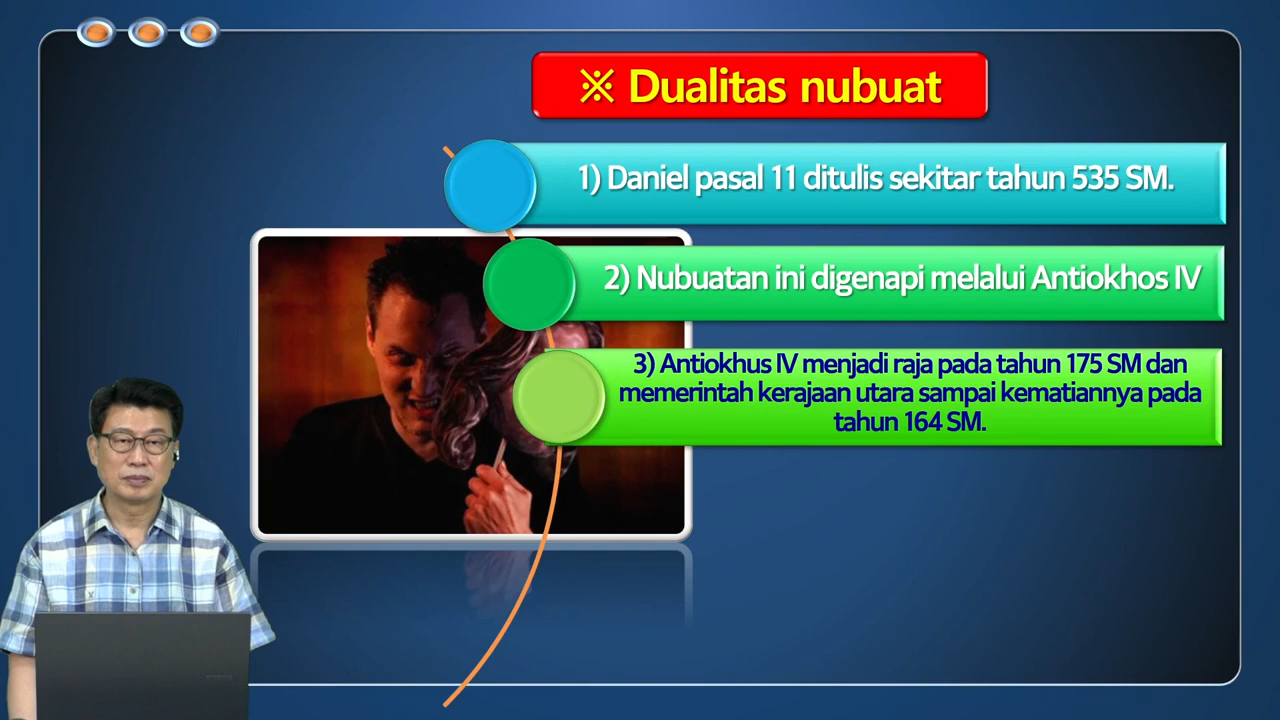 ※ Dualitas nubuat
1) Daniel pasal 11 ditulis sekitar tahun 535 SM.
2) Nubuatan ini digenapi melalui Antiokhos IV
3) Antiokhus IV menjadi raja pada tahun 175 SM dan
memerintah kerajaan utara sampai kematiannya pada
tahun 164 SM.